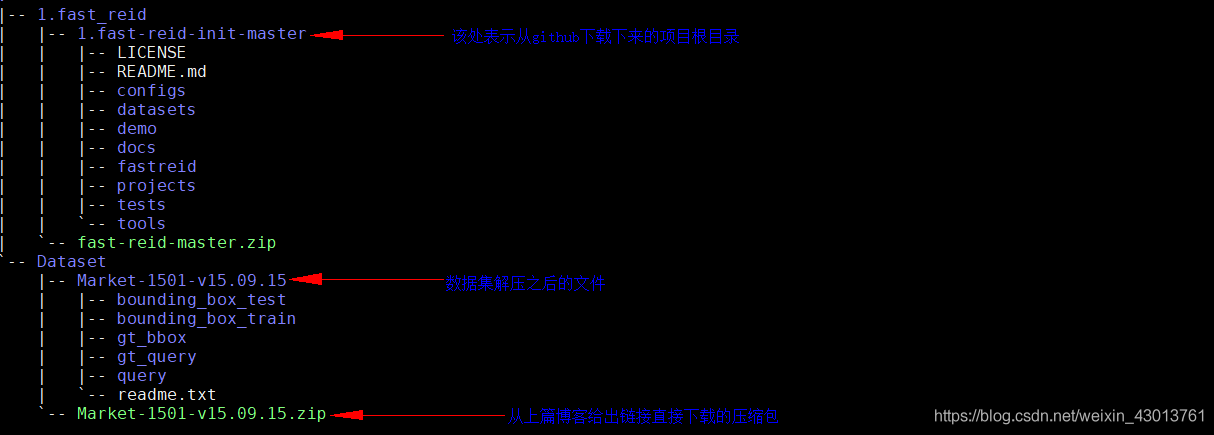 |-- 1.fast_reid
|   |-- 1.fast-reid-init-master 该处表示从github下载下来的项目根目录
|   |   |-- LICENSE
|   |   |-- README.md
|   |   |-- configs
|   |   |-- datasets
|   |   |-- demo
|   |   |-- docs
|   |   |-- fastreid
|   |   |-- projects
|   |   |-- tests
|   |   `-- tools
|   `-- fast-reid-master.zip
`-- Dataset
    |-- Market-1501-v15.09.15 数据集解压之后的文件
    |   |-- bounding_box_test
    |   |-- bounding_box_train
    |   |-- gt_bbox
    |   |-- gt_query
    |   |-- query
    |   `-- readme.txt
    `-- Market-1501-v15.09.15.zip 从上篇博客给出链接直接下载的压缩包
https://blog.csdn.net/weixin_43013761